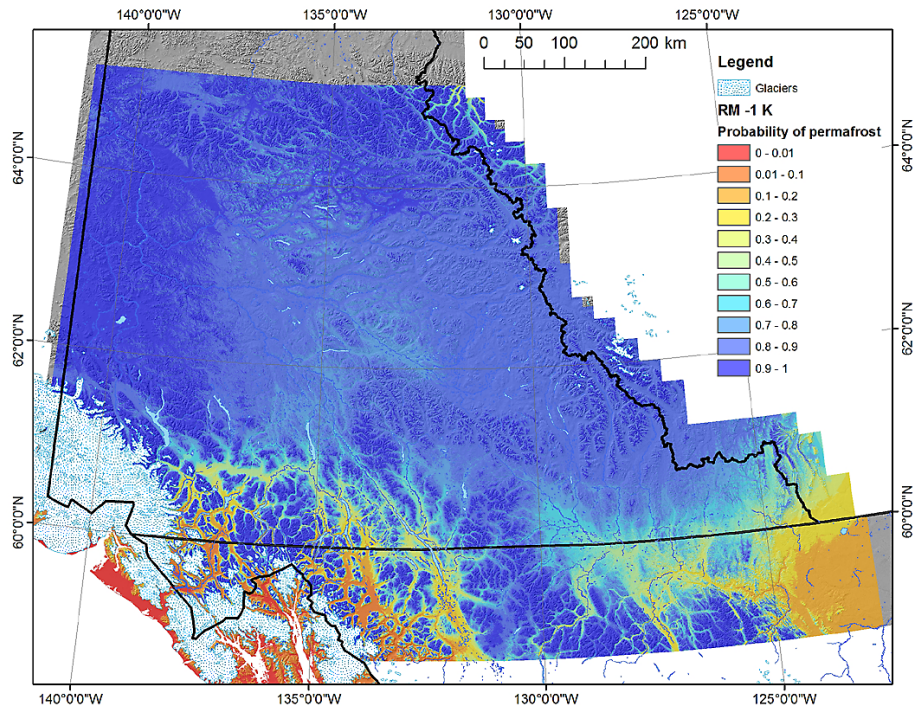 140°0'0"W 135°0'0"W 130°0'0"W 125°0'0"W
0 50 100 200 km
Legend
Glaciers
RM -1 K
Probability of permafrost
0 - 0.01
0.01 - 0.1
0.1 - 0.2
0.2 - 0.3
0.3 - 0.4
0.4 - 0.5
0.5 - 0.6
0.6 - 0.7
0.7 - 0.8
0.8 - 0.9
0.9 - 1
64°0'0"N 64°0'0"N
62°0'0"N 62°0'0"N
60°0'0"N 60°0'0"N
140°0'0"W 135°0'0"W 130°0'0"W 125°0'0"W